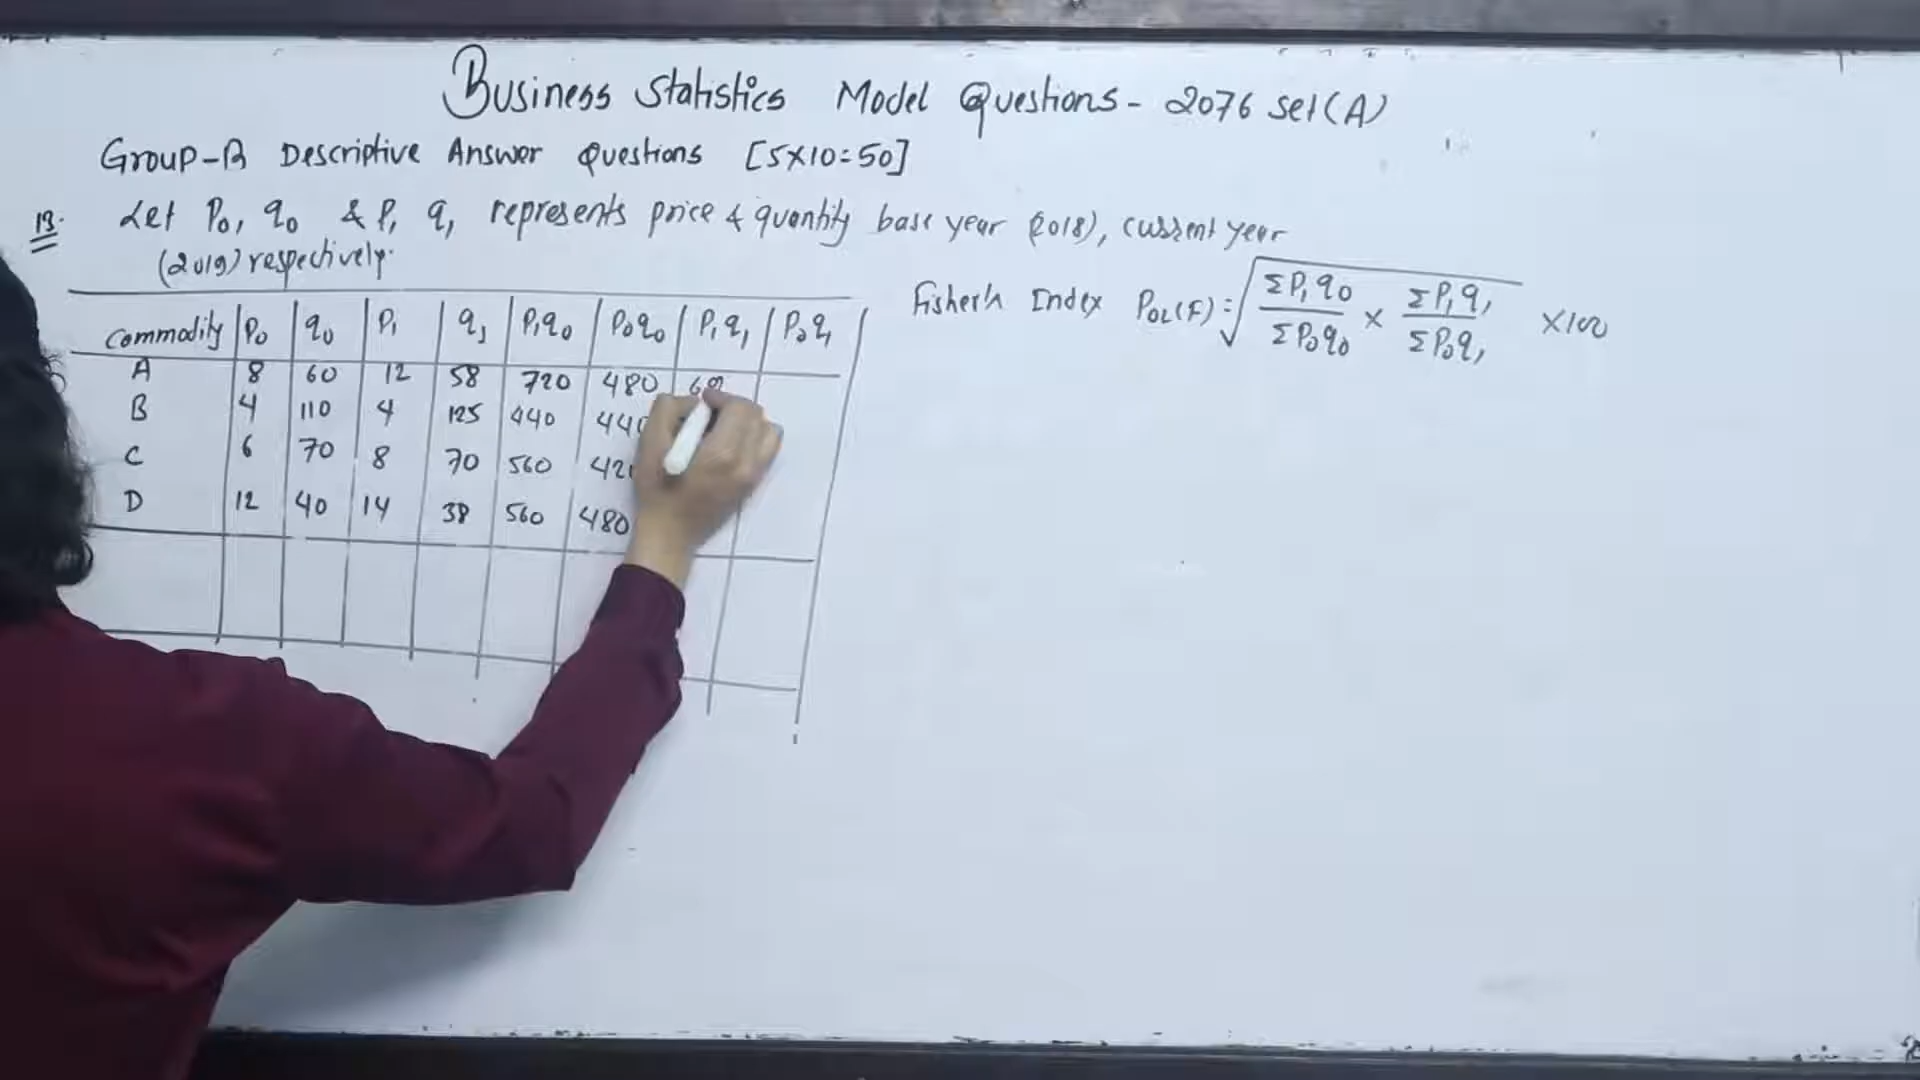 Business Statistics Model Questions - 2076 Set (A)
Group-B Descriptive Answer Questions [5X10=50]
13. Let P0, q0 & P1 q1 represents price & quantity base year (2018), current year
(2019) respectively.
Fisher's Index P01(F) = √ΣP1q0/ΣP0q0 × ΣP1q1/ΣP0q1 ×100
Commodity P0 q0 P1 q1 P1q0 P0q0 P1q1 P0q1
A 8 60 12 58 720 480
B 4 110 4 125 440
C 6 70 8 70 560
D 12 40 14 38 560 480